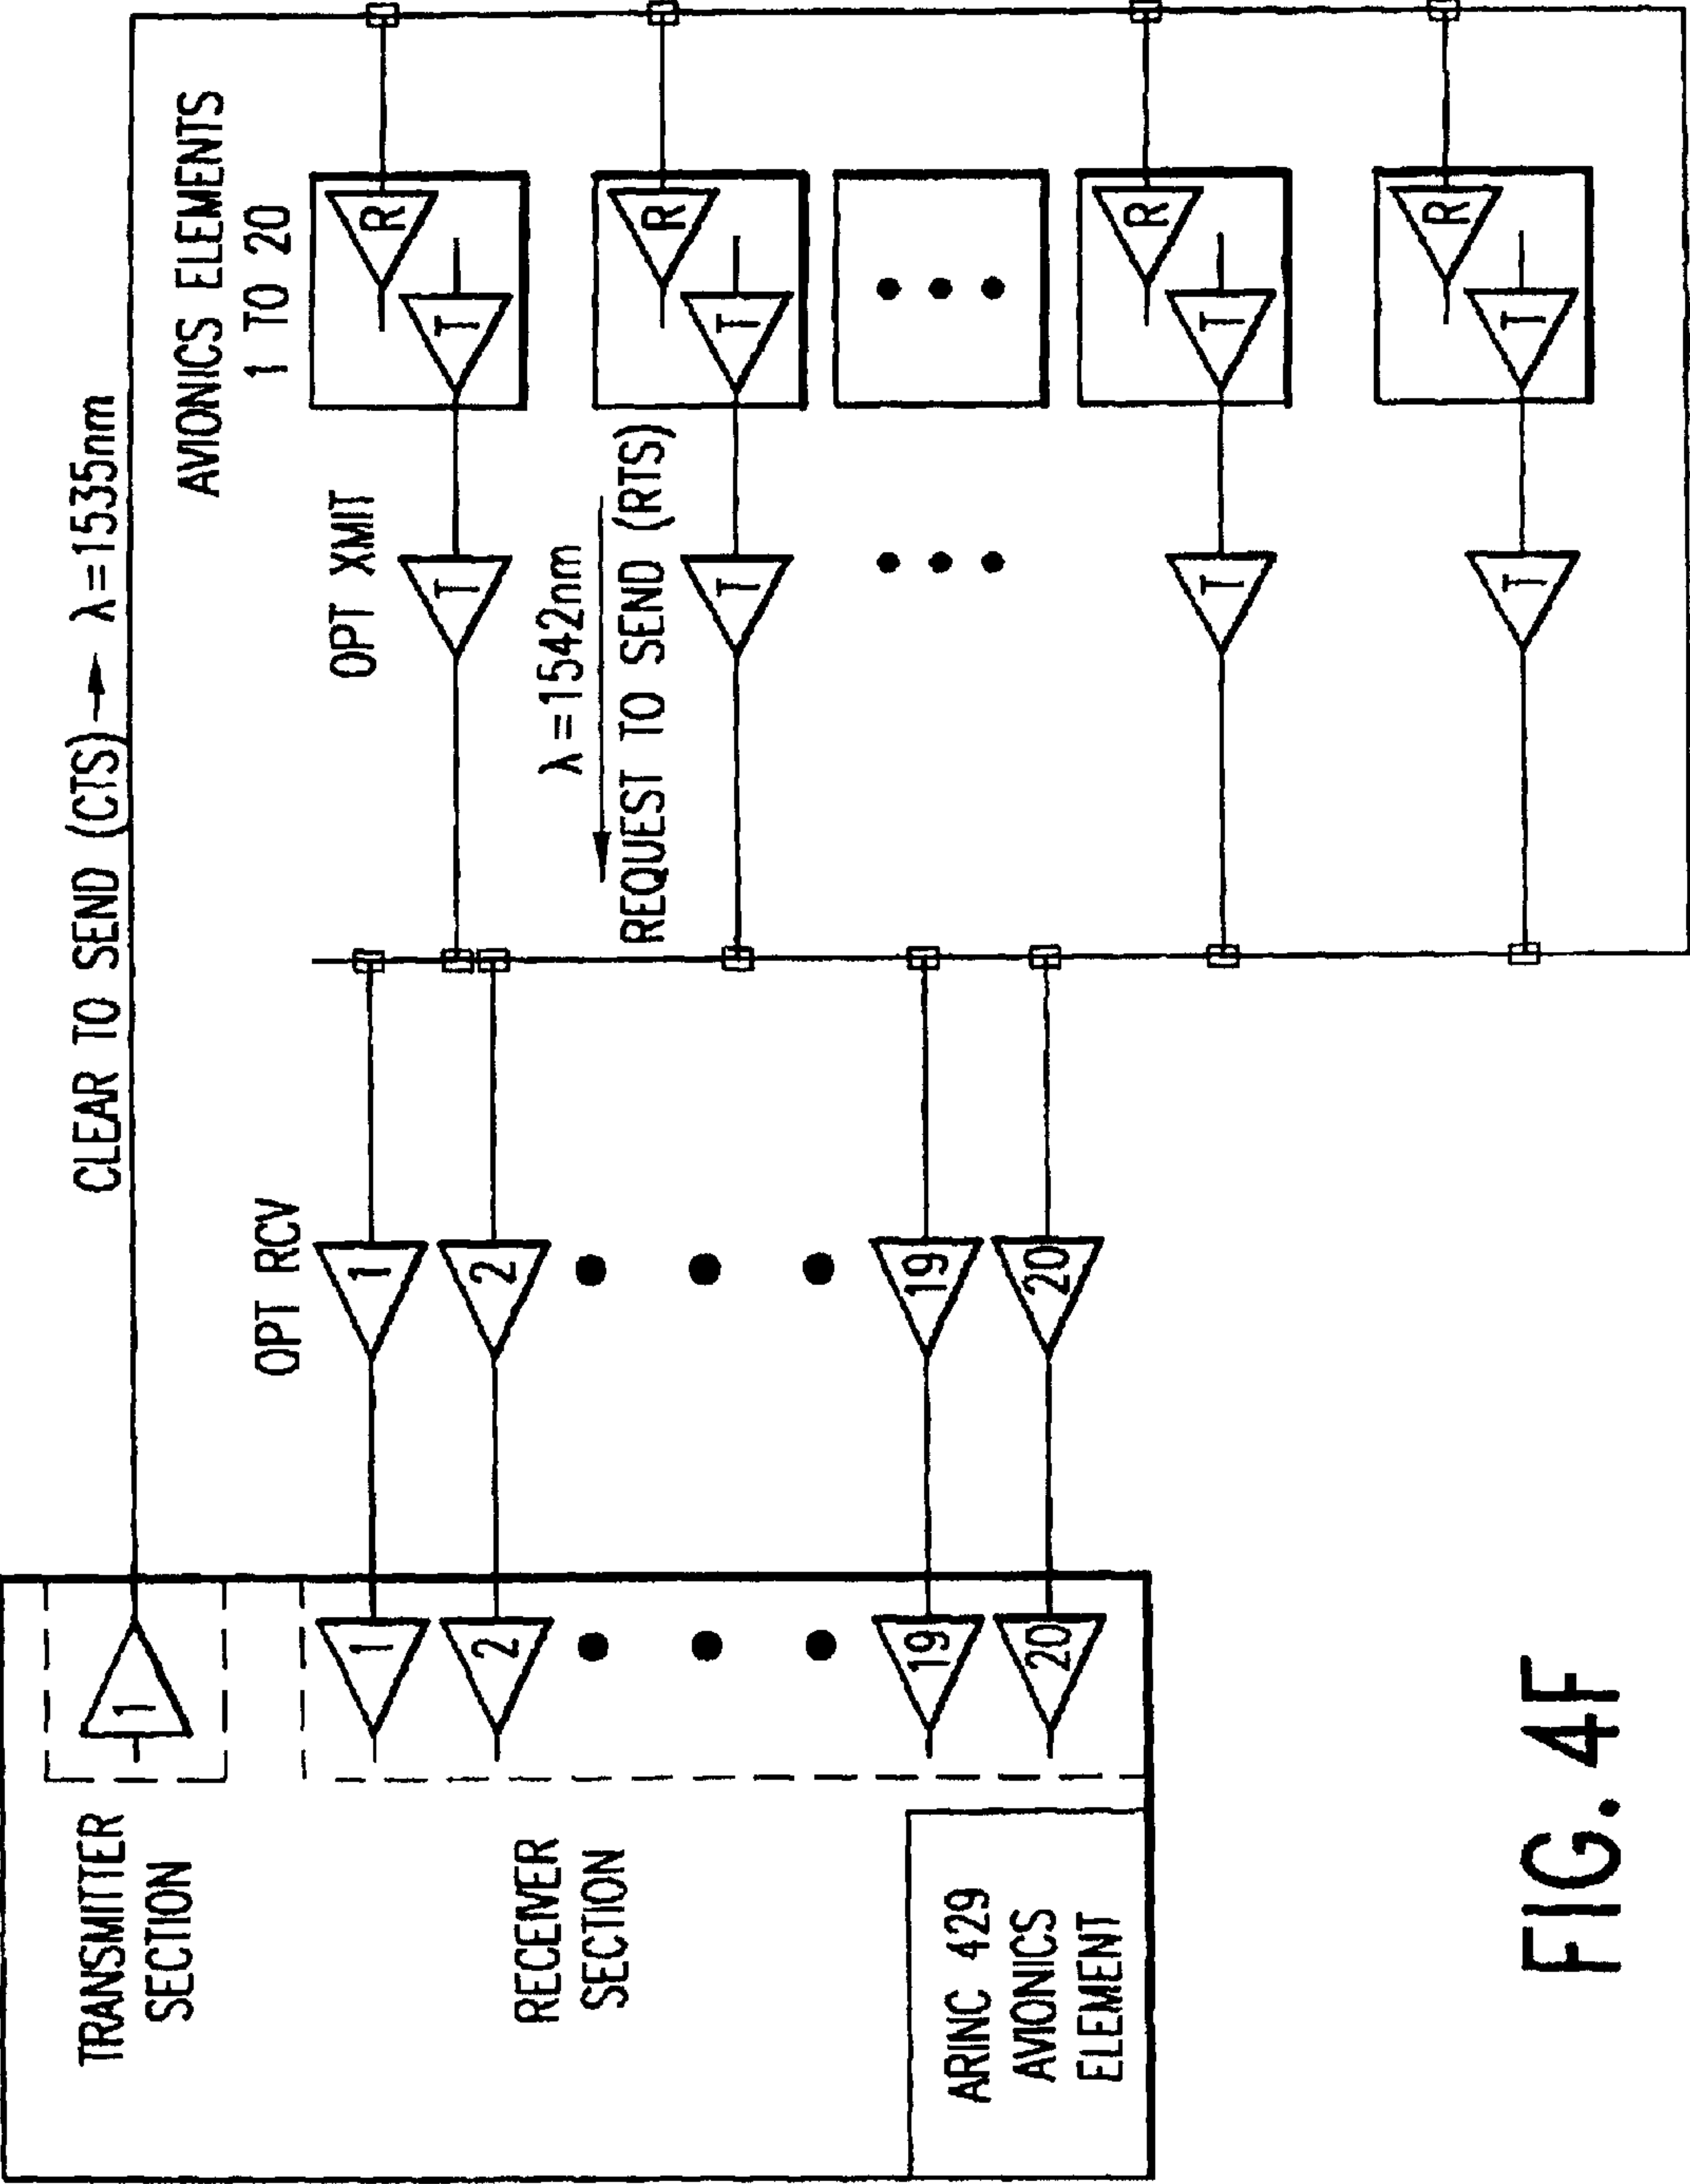 CLEAR TO SEND (CTS) → λ=1535nm
AVIONICS ELEMENTS
1 TO 20
TRANSMITTER
SECTION
1
OPT RCV
OPT XMIT
1
1
T
T
R
2
2
λ=1542nm
REQUEST TO SEND (RTS)
T
T
R
RECEIVER
SECTION
19
19
20
20
T
T
R
T
T
R
ARINC 429
AVIONICS
ELEMENT
FIG. 4F